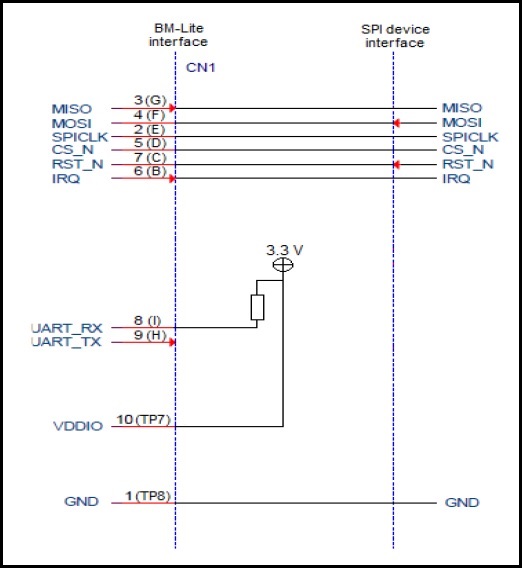 BM-Lite
interface
SPI device
interface
CN1
MISO 3 (G) MISO
MOSI 4 (F) MOSI
SPICLK 2 (E) SPICLK
CS_N 5 (D) CS_N
RST_N 7 (C) RST_N
IRQ 6 (B) IRQ
3.3 V
UART_RX 8 (I)
UART_TX 9 (H)
VDDIO 10 (TP7)
GND 1 (TP8) GND